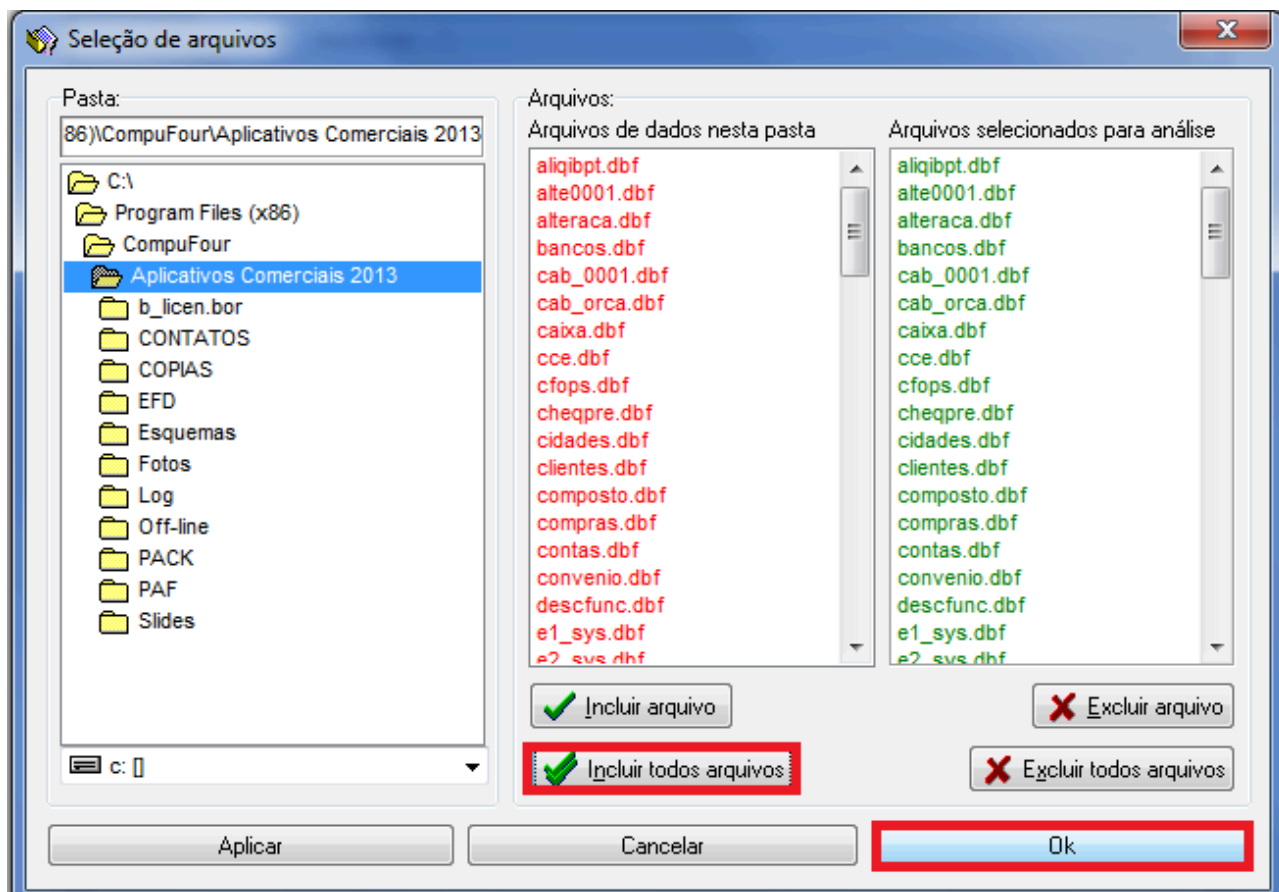 Seleção de arquivos
Pasta:
86)\CompuFour\Aplicativos Comerciais 2013
C:\
Program Files (x86)
CompuFour
Aplicativos Comerciais 2013
b_licen.bor
CONTATOS
COPIAS
EFD
Esquemas
Fotos
Log
Off-line
PACK
PAF
Slides
c: []
Arquivos:
Arquivos de dados nesta pasta
aliqibpt.dbf
alte0001.dbf
alteraca.dbf
bancos.dbf
cab_0001.dbf
cab_orca.dbf
caixa.dbf
cce.dbf
cfops.dbf
cheqpre.dbf
cidades.dbf
clientes.dbf
composto.dbf
compras.dbf
contas.dbf
convenio.dbf
descfunc.dbf
e1_sys.dbf
e2_sys.dbf
Arquivos selecionados para análise
aliqibpt.dbf
alte0001.dbf
alteraca.dbf
bancos.dbf
cab_0001.dbf
cab_orca.dbf
caixa.dbf
cce.dbf
cfops.dbf
cheqpre.dbf
cidades.dbf
clientes.dbf
composto.dbf
compras.dbf
contas.dbf
convenio.dbf
descfunc.dbf
e1_sys.dbf
e2_sys.dbf
Incluir arquivo
Excluir arquivo
Incluir todos arquivos
Excluir todos arquivos
Aplicar
Cancelar
Ok